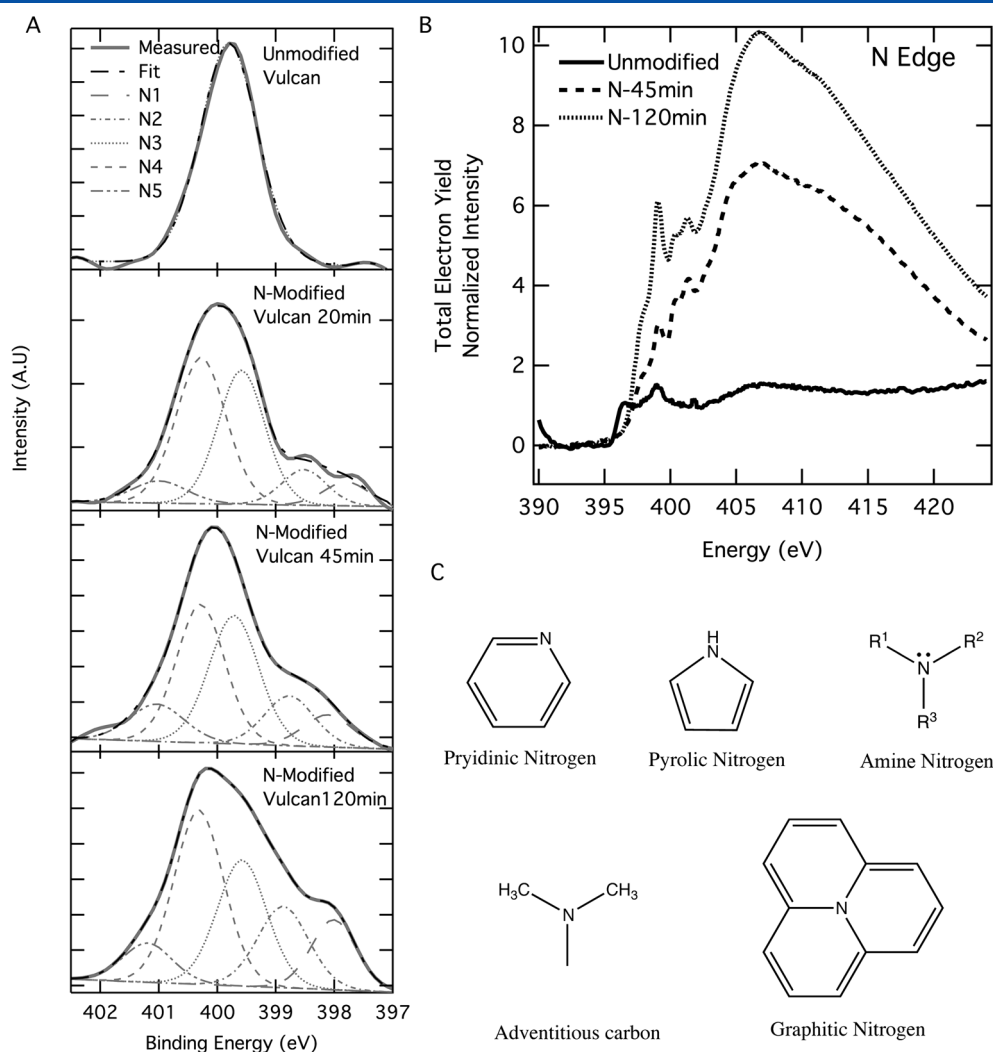 A
Measured
Fit
N1
N2
N3
N4
N5
Unmodified
Vulcan
N-Modified
Vulcan 20min
N-Modified
Vulcan 45min
N-Modified
Vulcan120min
Intensity (A.U)
402 401 400 399 398 397
Binding Energy (eV)
B
Unmodified
N-45min
N-120min
N Edge
Total Electron Yield
Normalized Intensity
10
8
6
4
2
0
390 395 400 405 410 415 420
Energy (eV)
C
N
Pryidinic Nitrogen
H
N
Pyrolic Nitrogen
R1 R2
N
R3
Amine Nitrogen
H3C CH3
N
Adventitious carbon
N
Graphitic Nitrogen